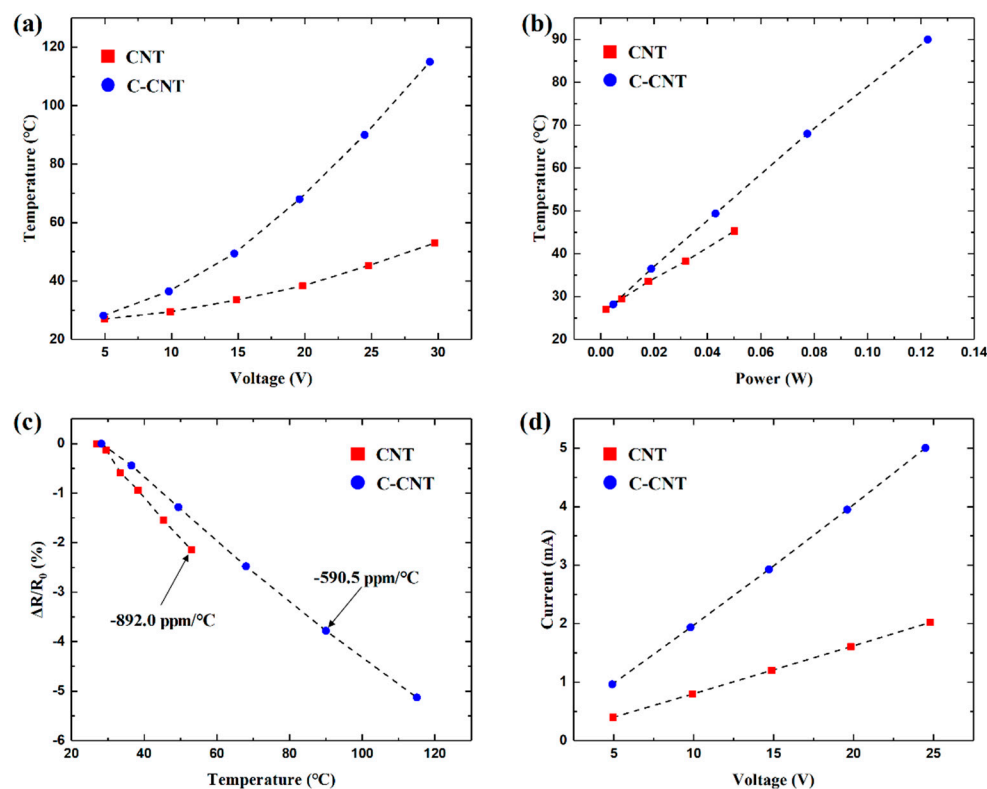 (a)
CNT
C-CNT
Temperature (°C)
120
100
80
60
40
20
5
10
15
20
25
30
Voltage (V)
(b)
CNT
C-CNT
Temperature (°C)
90
80
70
60
50
40
30
20
0.00
0.02
0.04
0.06
0.08
0.10
0.12
0.14
Power (W)
(c)
CNT
C-CNT
ΔR/R0 (%)
0
-1
-2
-3
-4
-5
-6
-892.0 ppm/°C
-590.5 ppm/°C
20
40
60
80
100
120
Temperature (°C)
(d)
CNT
C-CNT
Current (mA)
5
4
3
2
1
0
5
10
15
20
25
Voltage (V)